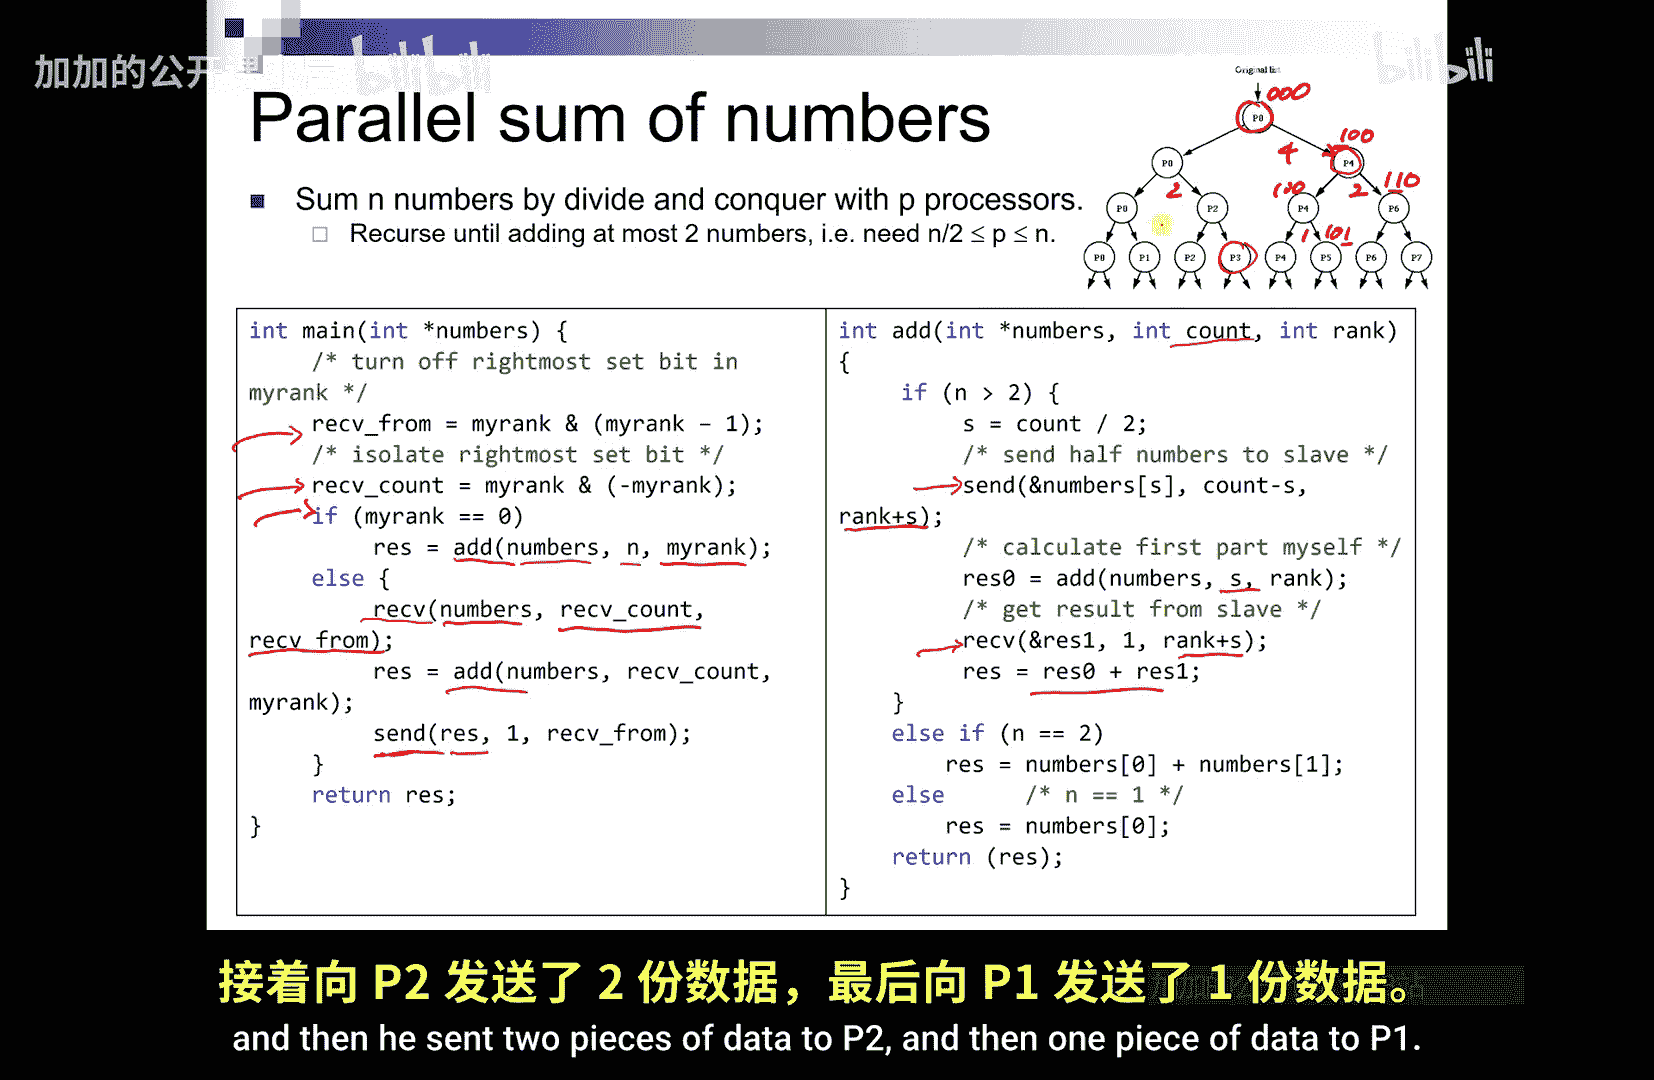 加加的公开
bilibili
bilibili
Original list
Parallel sum of numbers
000
P0
100
4
P0
P4
■ Sum n numbers by divide and conquer with p processors.
2
100
2
110
P0
P2
P4
P6
□ Recurse until adding at most 2 numbers, i.e. need n/2 ≤ p ≤ n.
1
101
P0
P1
P2
P3
P4
P5
P6
P7
int main(int *numbers) {
/* turn off rightmost set bit in
myrank */
recv_from = myrank & (myrank – 1);
/* isolate rightmost set bit */
recv_count = myrank & (-myrank);
if (myrank == 0)
res = add(numbers, n, myrank);
else {
recv(numbers, recv_count,
recv_from);
res = add(numbers, recv_count,
myrank);
send(res, 1, recv_from);
}
return res;
}
int add(int *numbers, int count, int rank)
{
if (n > 2) {
s = count / 2;
/* send half numbers to slave */
send(&numbers[s], count-s,
rank+s);
/* calculate first part myself */
res0 = add(numbers, s, rank);
/* get result from slave */
recv(&res1, 1, rank+s);
res = res0 + res1;
}
else if (n == 2)
res = numbers[0] + numbers[1];
else /* n == 1 */
res = numbers[0];
return (res);
}
接着向 P2 发送了 2 份数据，最后向 P1 发送了 1 份数据。
and then he sent two pieces of data to P2, and then one piece of data to P1.